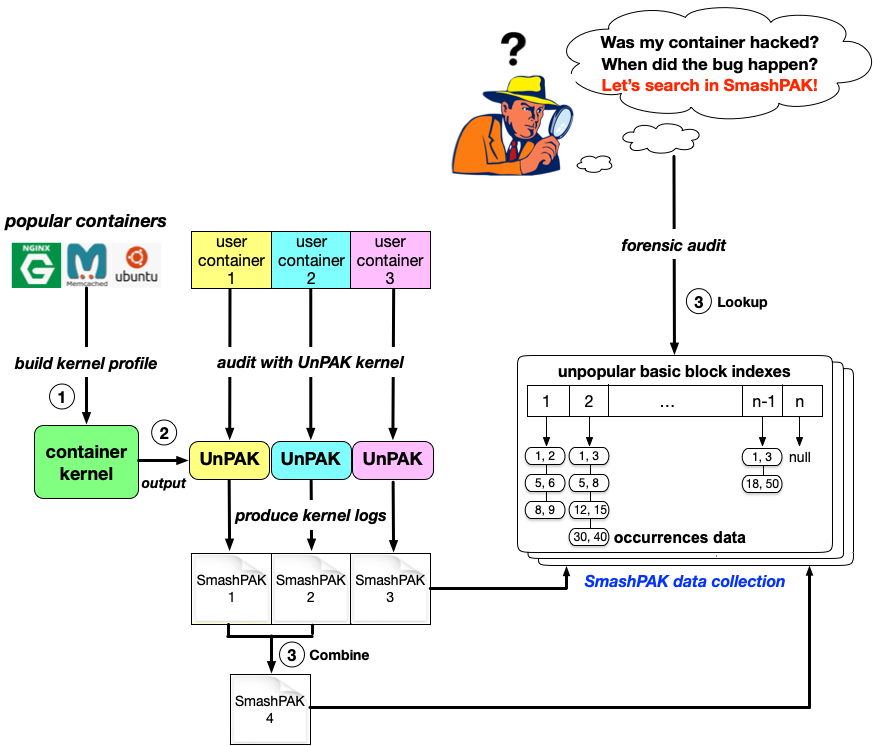 ?
Was my container hacked?
When did the bug happen?
Let's search in SmashPAK!
popular containers
NGINX
G
M
Memcached
ubuntu
user
container
1
user
container
2
user
container
3
forensic audit
3 Lookup
build kernel profile
1
audit with UnPAK kernel
container
kernel
2
output
UnPAK
UnPAK
UnPAK
produce kernel logs
SmashPAK
1
SmashPAK
2
SmashPAK
3
3 Combine
SmashPAK
4
unpopular basic block indexes
1 2 ... n-1 n
1, 2
5, 6
8, 9
1, 3
5, 8
12, 15
30, 40
1, 3
18, 50
null
occurrences data
SmashPAK data collection